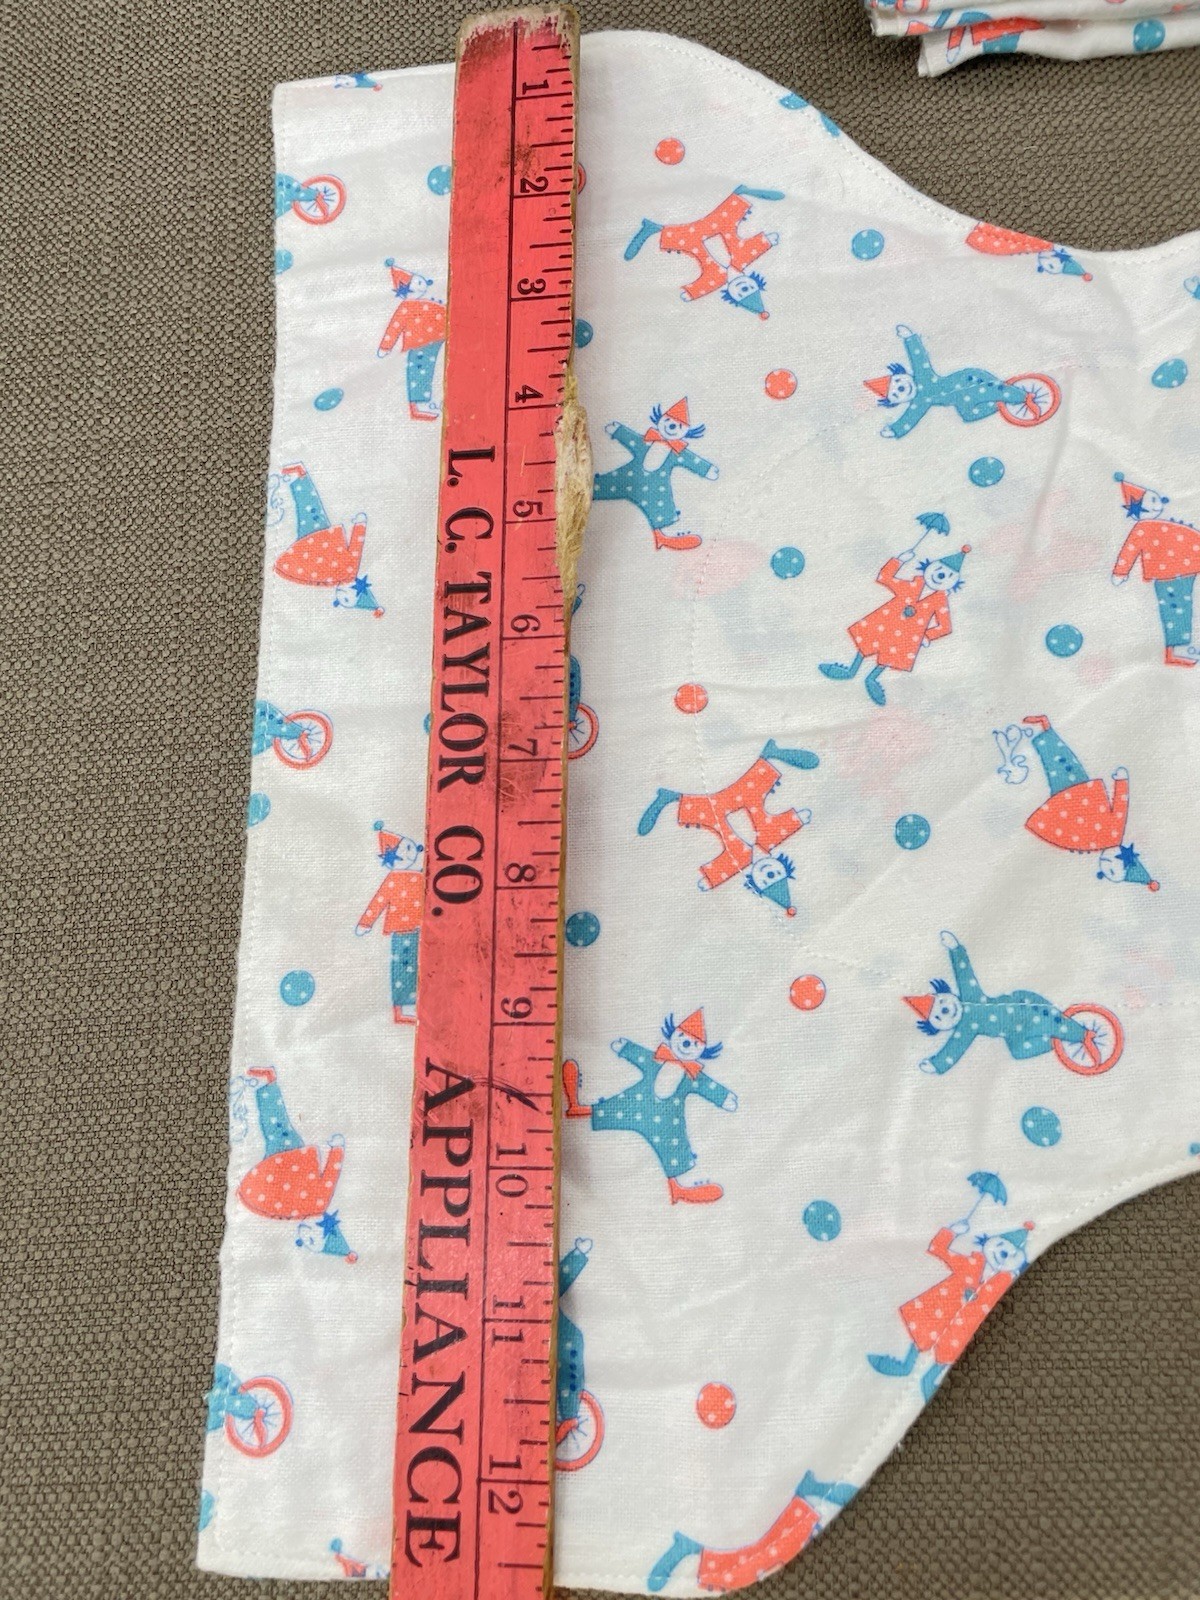 1 2 3 4 5 6 7 8 9 10 11 12
L. C. TAYLOR CO. APPLIANCE